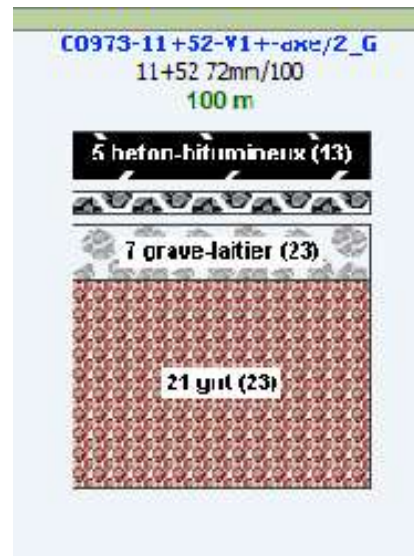 C0973-11+52-V1+-axe/2_G
11+52 72mm/100
100 m
5 beton-bitumineux (13)
7 grave-laitier (23)
21 gnt (23)